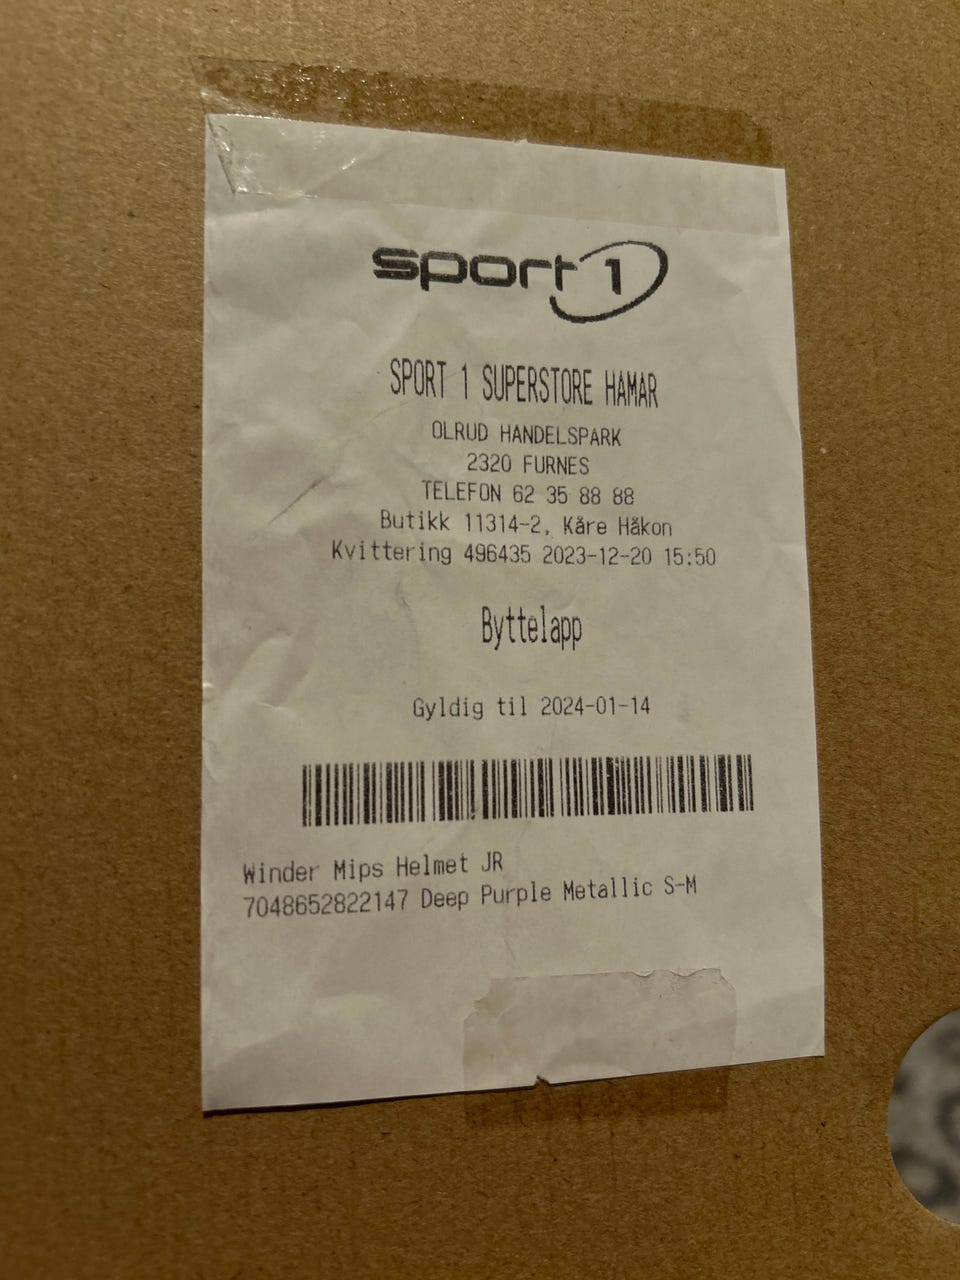 sport 1
SPORT 1 SUPERSTORE HAMAR
OLRUD HANDELSPARK
2320 FURNES
TELEFON 62 35 88 88
Butikk 11314-2, Kåre Håkon
Kvittering 496435 2023-12-20 15:50
Byttelapp
Gyldig til 2024-01-14
Winder Mips Helmet JR
7048652822147 Deep Purple Metallic S-M